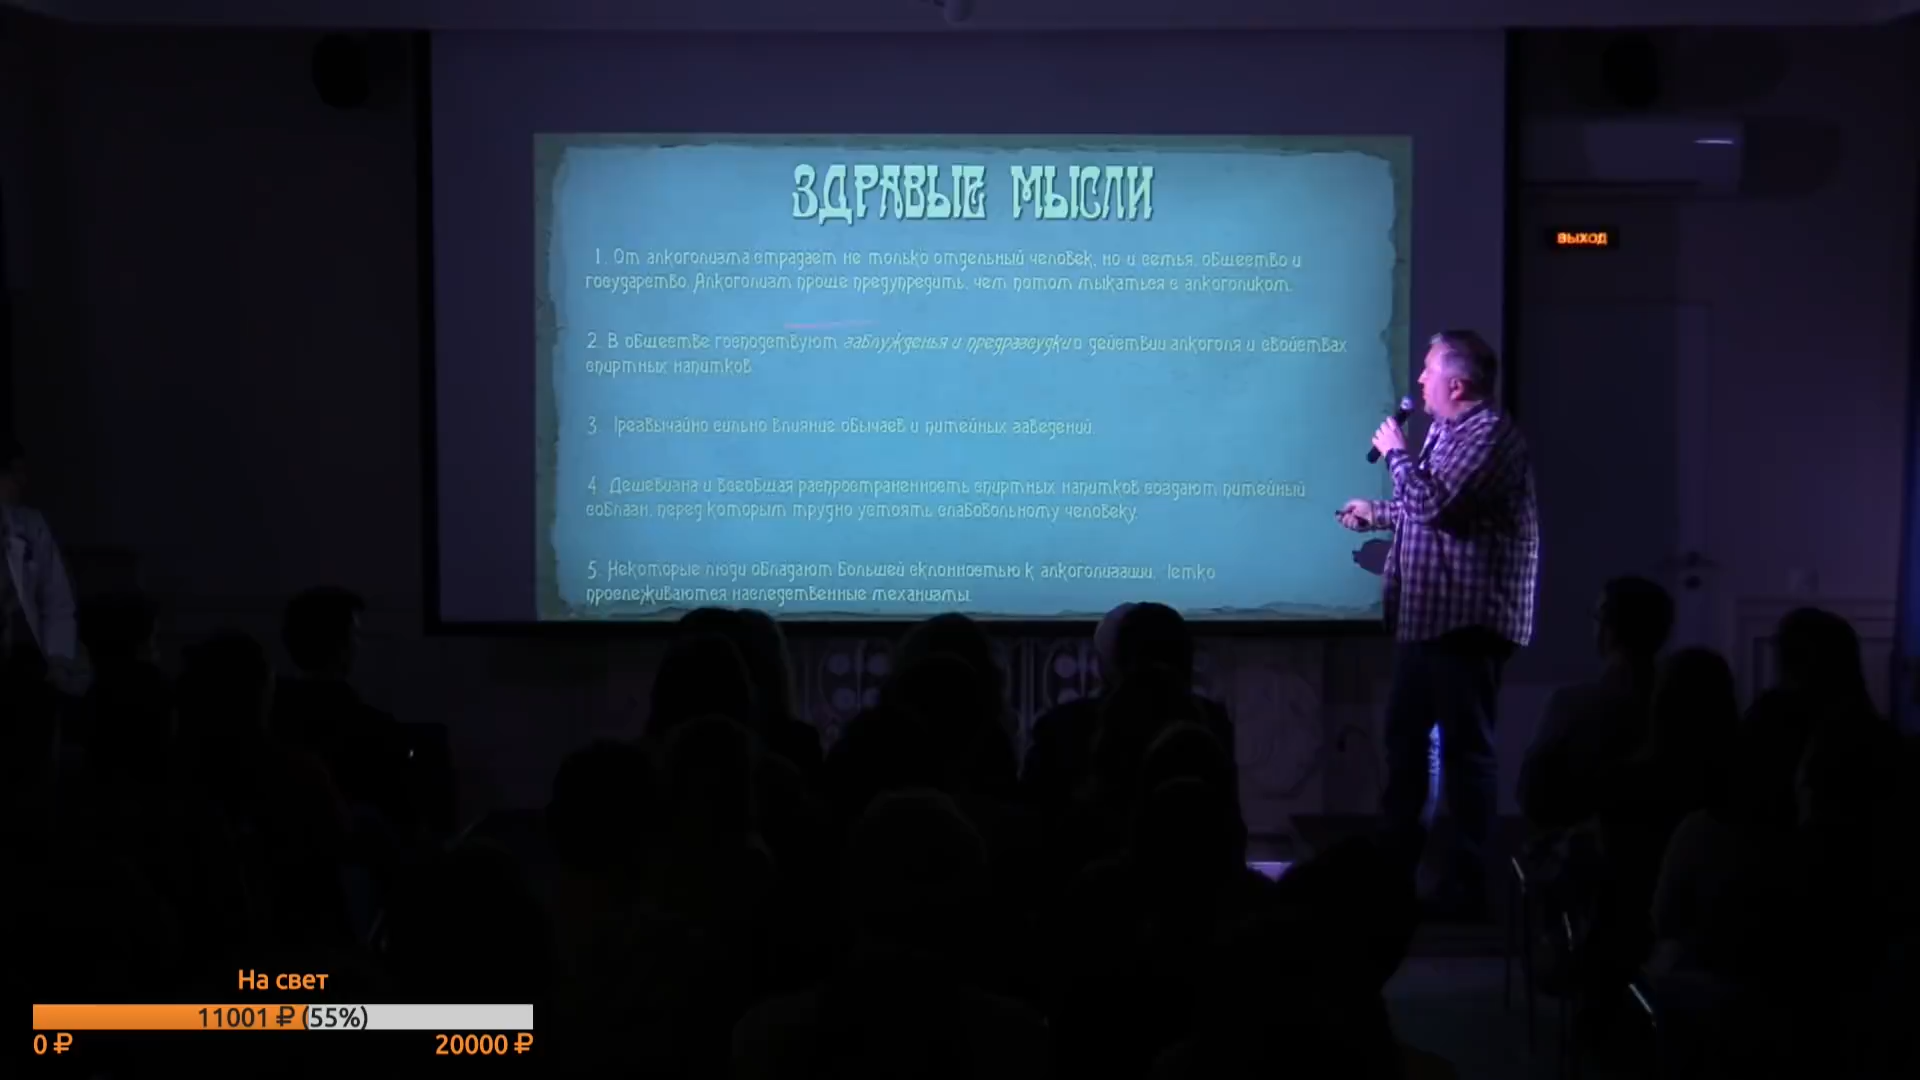 ЗДРАВЫЕ МЫСЛИ
1. От алкоголизма страдает не только отдельный человек, но и семья, общество и
государство. Алкоголизм проще предупредить, чем потом мыкаться с алкоголиком.
2. В обществе господствуют заблужденья и предрассудки о действии алкоголя и свойствах
спиртных напитков.
3. Чрезвычайно сильно влияние обычаев и питейных заведений.
4. Дешевизна и всеобщая распространенность спиртных напитков создают питейный
соблазн, перед которым трудно устоять слабовольному человеку.
5. Некоторые люди обладают большей склонностью к алкоголизации. Четко
прослеживаются наследственные механизмы.
ВЫХОД
На свет
11001 ₽ (55%)
0 ₽ 20000 ₽